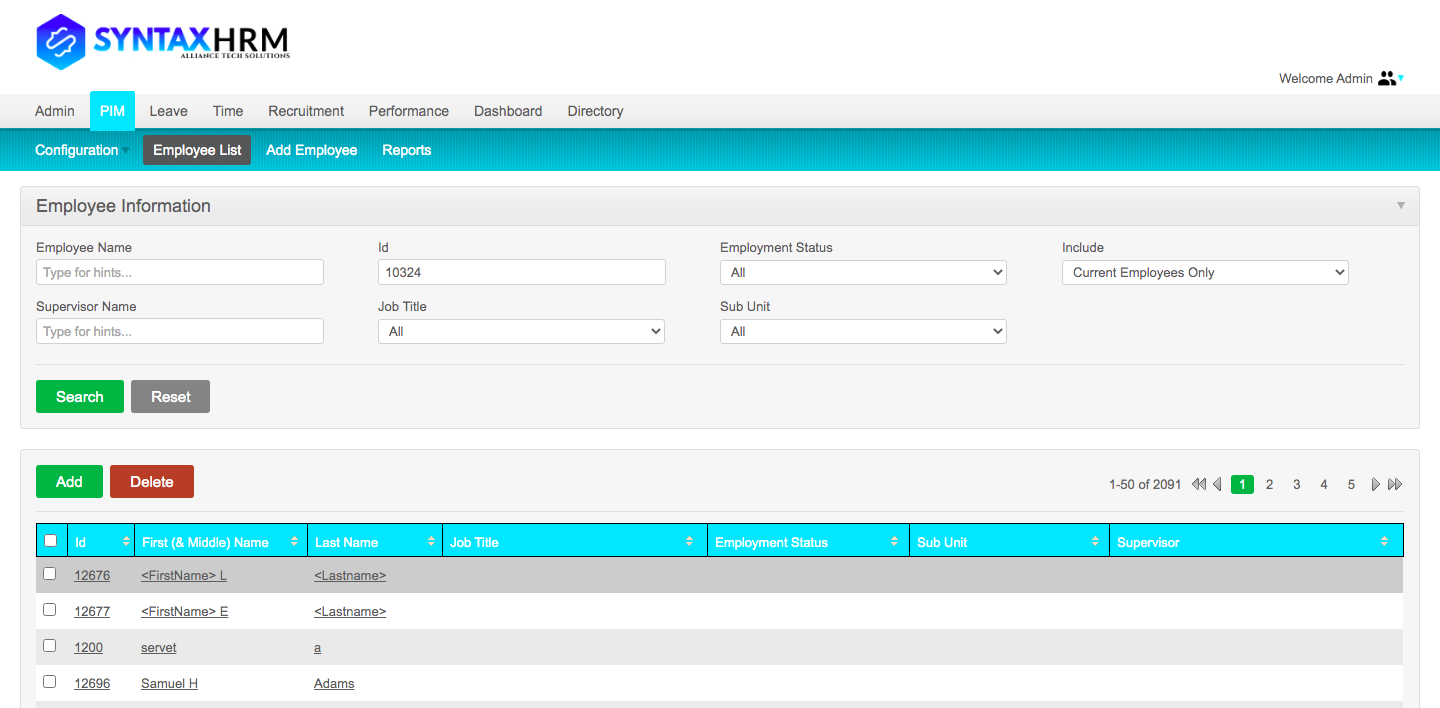 SYNTAXHRM
ALLIANCE TECH SOLUTIONS
Welcome Admin
Admin PIM Leave Time Recruitment Performance Dashboard Directory
Configuration Employee List Add Employee Reports
Employee Information
Employee Name Id Employment Status Include
Type for hints... 10324 All Current Employees Only
Supervisor Name Job Title Sub Unit
Type for hints... All All
Search Reset
Add Delete 1-50 of 2091 1 2 3 4 5
Id First (& Middle) Name Last Name Job Title Employment Status Sub Unit Supervisor
12676 <FirstName> L <Lastname>
12677 <FirstName> E <Lastname>
1200 servet a
12696 Samuel H Adams